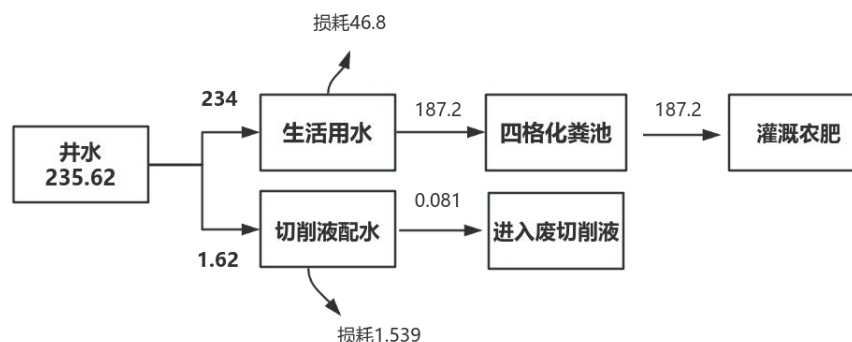 损耗46.8
234
生活用水
187.2
四格化粪池
187.2
灌溉农肥
井水
235.62
切削液配水
0.081
进入废切削液
1.62
损耗1.539